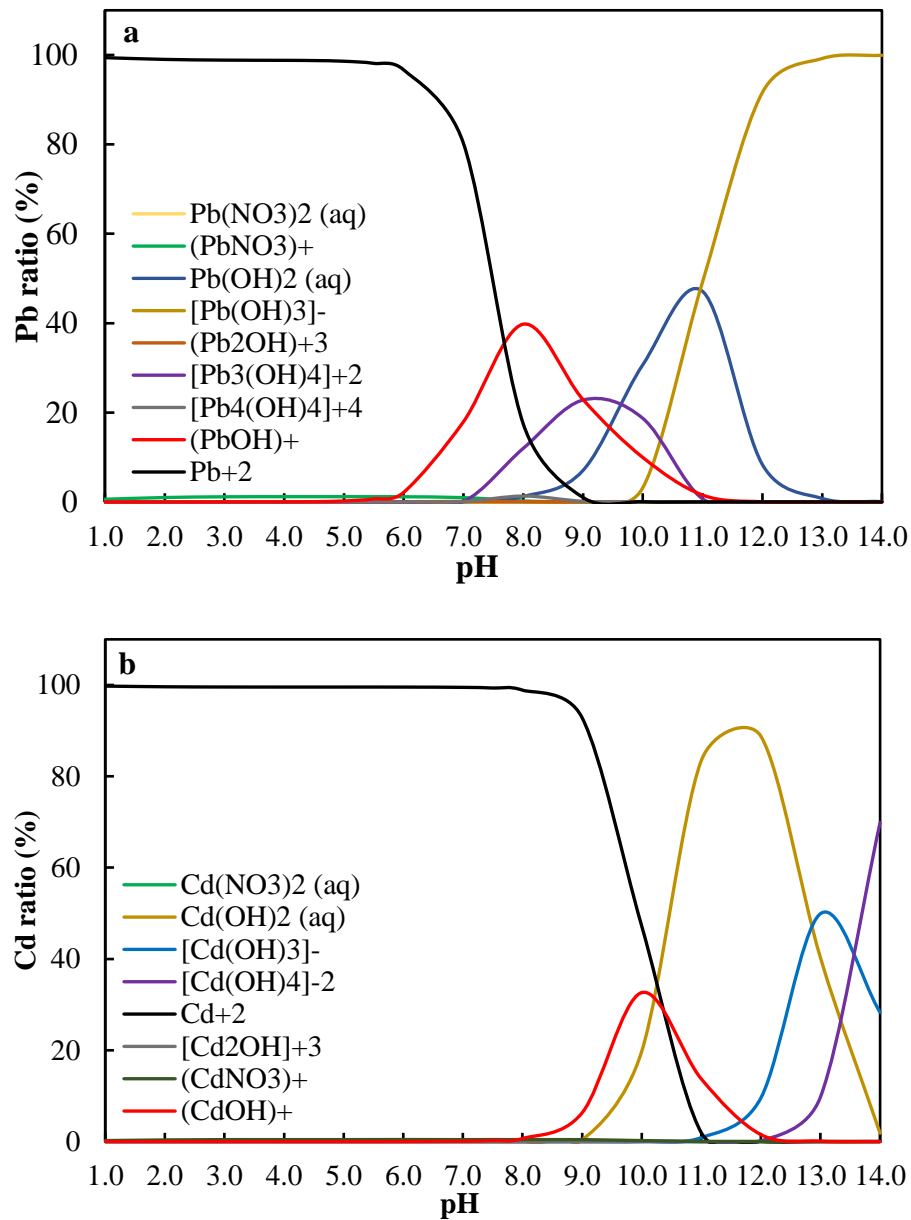 a
100
80
60
40
20
0
Pb ratio (%)
Pb(NO3)2 (aq)
(PbNO3)+
Pb(OH)2 (aq)
[Pb(OH)3]-
(Pb2OH)+3
[Pb3(OH)4]+2
[Pb4(OH)4]+4
(PbOH)+
Pb+2
1.0 2.0 3.0 4.0 5.0 6.0 7.0 8.0 9.0 10.0 11.0 12.0 13.0 14.0
pH
b
100
80
60
40
20
0
Cd ratio (%)
Cd(NO3)2 (aq)
Cd(OH)2 (aq)
[Cd(OH)3]-
[Cd(OH)4]-2
Cd+2
[Cd2OH]+3
(CdNO3)+
(CdOH)+
1.0 2.0 3.0 4.0 5.0 6.0 7.0 8.0 9.0 10.0 11.0 12.0 13.0 14.0
pH